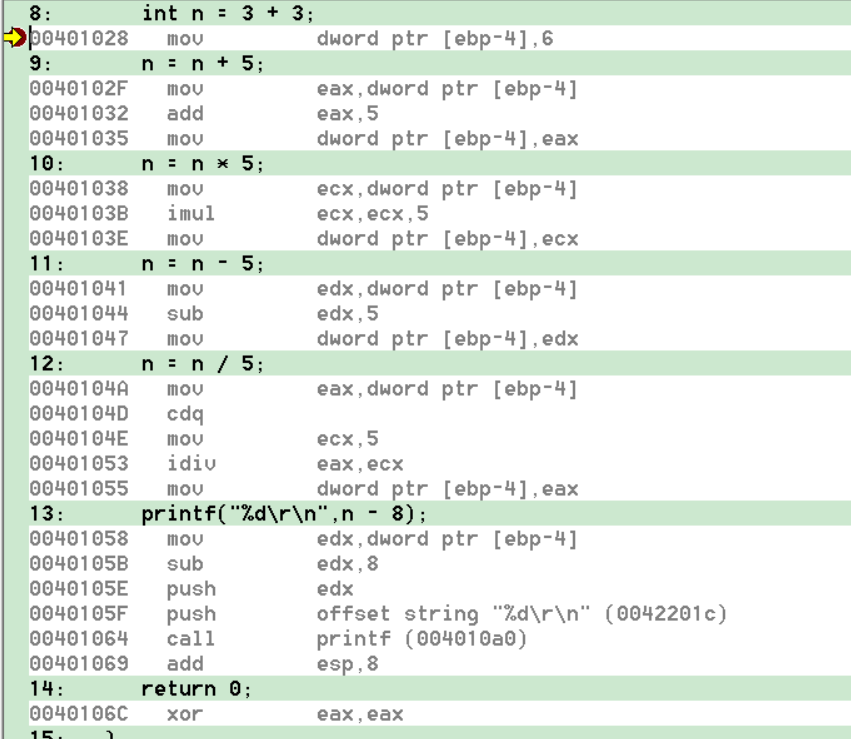 8: int n = 3 + 3;
00401028 mov dword ptr [ebp-4],6
9: n = n + 5;
0040102F mov eax,dword ptr [ebp-4]
00401032 add eax,5
00401035 mov dword ptr [ebp-4],eax
10: n = n * 5;
00401038 mov ecx,dword ptr [ebp-4]
0040103B imul ecx,ecx,5
0040103E mov dword ptr [ebp-4],ecx
11: n = n - 5;
00401041 mov edx,dword ptr [ebp-4]
00401044 sub edx,5
00401047 mov dword ptr [ebp-4],edx
12: n = n / 5;
0040104A mov eax,dword ptr [ebp-4]
0040104D cdq
0040104E mov ecx,5
00401053 idiv eax,ecx
00401055 mov dword ptr [ebp-4],eax
13: printf("%d\r\n",n - 8);
00401058 mov edx,dword ptr [ebp-4]
0040105B sub edx,8
0040105E push edx
0040105F push offset string "%d\r\n" (0042201c)
00401064 call printf (004010a0)
00401069 add esp,8
14: return 0;
0040106C xor eax,eax
15: }